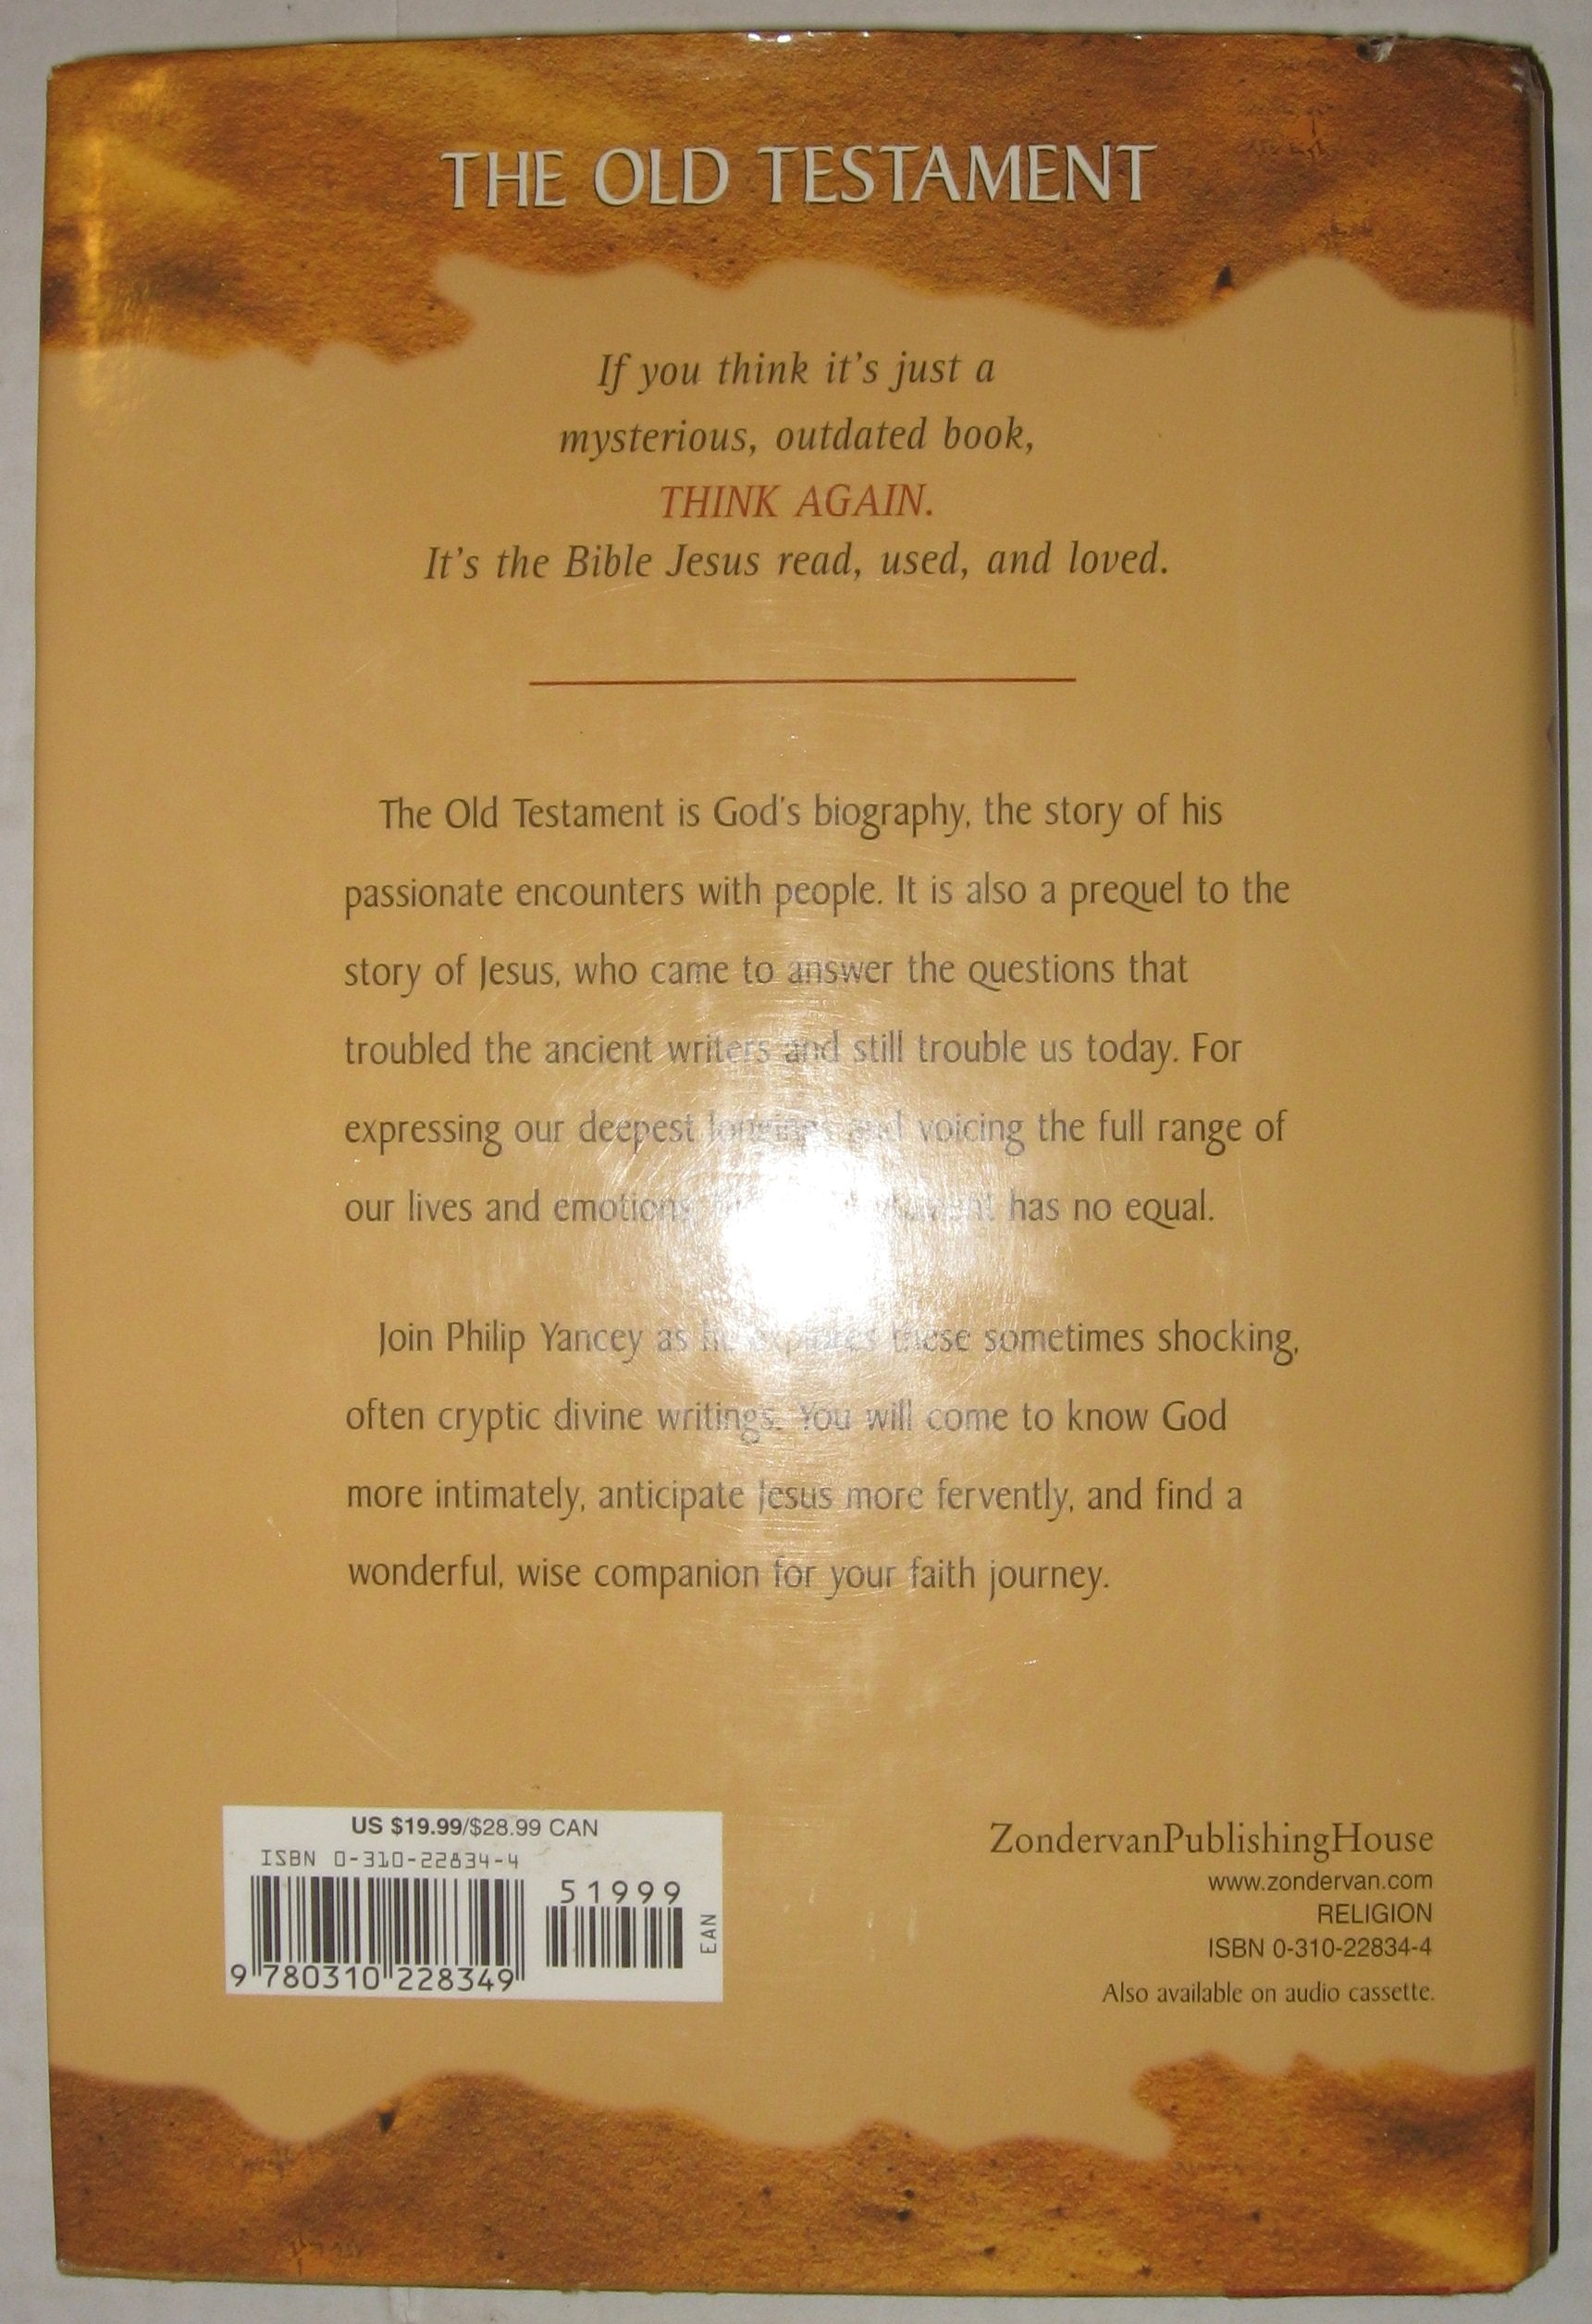 THE OLD TESTAMENT
If you think it's just a
mysterious, outdated book,
THINK AGAIN.
It's the Bible Jesus read, used, and loved.
The Old Testament is God's biography, the story of his
passionate encounters with people. It is also a prequel to the
story of Jesus, who came to answer the questions that
troubled the ancient writers and still trouble us today. For
expressing our deepest longings and voicing the full range of
our lives and emotions, has no equal.
Join Philip Yancey as he explores these sometimes shocking,
often cryptic divine writings. You will come to know God
more intimately, anticipate Jesus more fervently, and find a
wonderful, wise companion for your faith journey.
US $19.99/$28.99 CAN
ISBN 0-310-22834-4
51999
EAN
9 780310 228349
ZondervanPublishingHouse
www.zondervan.com
RELIGION
ISBN 0-310-22834-4
Also available on audio cassette.